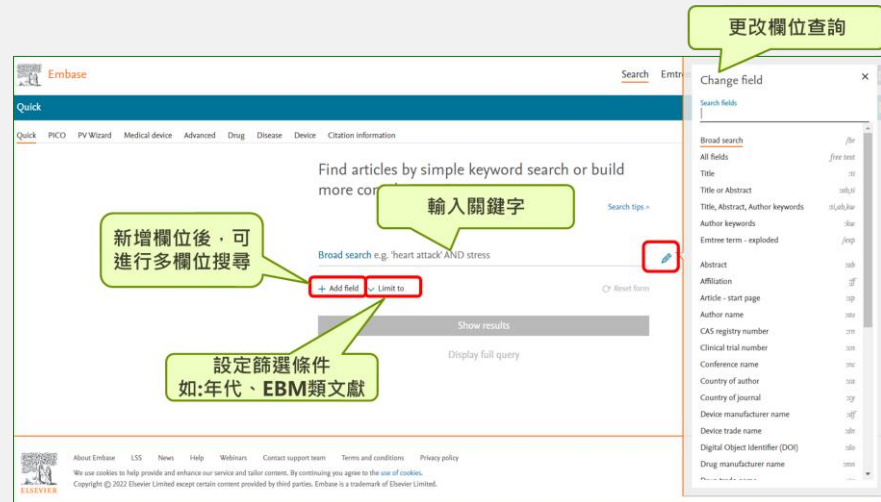 更改欄位查詢
Embase
Search Emtree
Change field ×
Quick
Search fields
Quick PICO PV Wizard Medical device Advanced Drug Disease Device Citation information
Broad search /br
All fields free text
Title :ti
Title or Abstract :ab,ti
Title, Abstract, Author keywords :ti,ab,kw
Author keywords :kw
Emtree term - exploded /exp
Abstract :ab
Affiliation :ff
Article - start page :sp
Author name :au
CAS registry number :rn
Clinical trial number :cn
Conference name :nc
Country of author :ca
Country of journal :cy
Device manufacturer name :df
Device trade name :dn
Digital Object Identifier (DOI) :do
Drug manufacturer name :mn
Find articles by simple keyword search or build
more
Search tips
輸入關鍵字
新增欄位後，可
進行多欄位搜尋
Broad search e.g. 'heart attack' AND stress
+ Add field Limit to
Reset form
Show results
Display full query
設定篩選條件
如:年代、EBM類文獻
ELSEVIER
About Embase LSS News Help Webinars Contact support team Terms and conditions Privacy policy
We use cookies to help provide and enhance our service and tailor content. By continuing you agree to the use of cookies.
Copyright © 2022 Elsevier Limited except certain content provided by third parties. Embase is a trademark of Elsevier Limited.